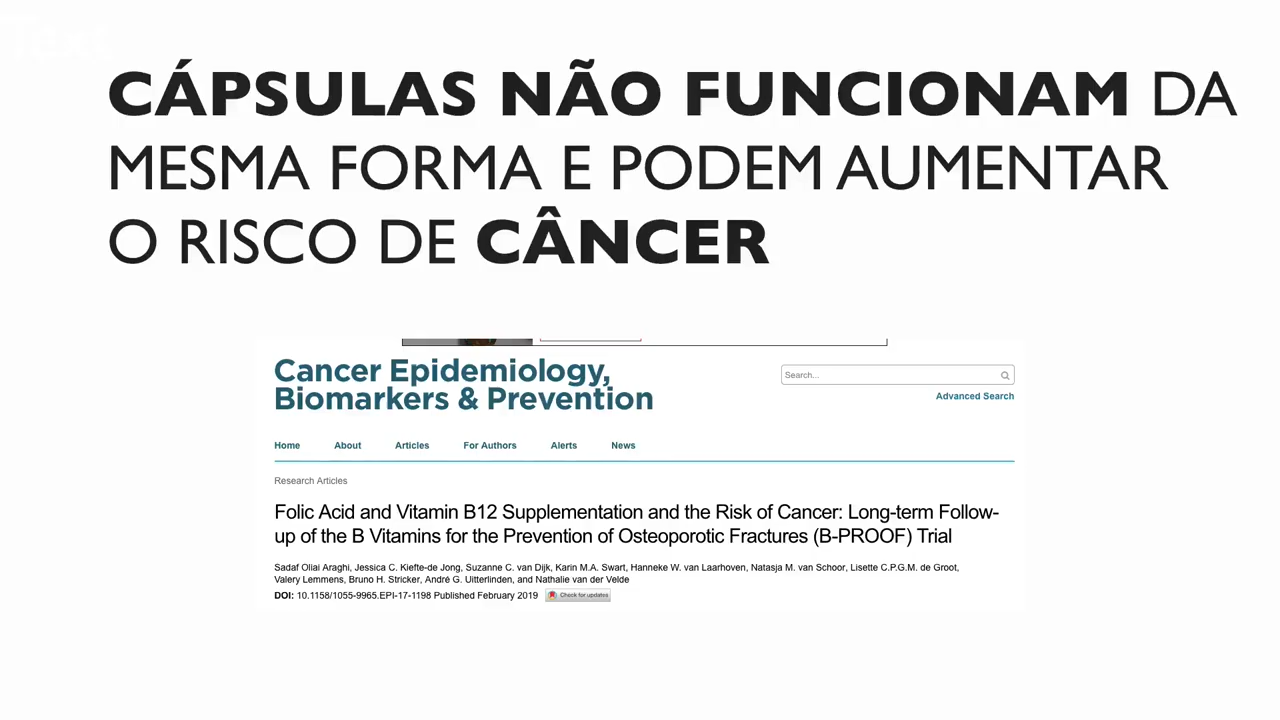 Text
CÁPSULAS NÃO FUNCIONAM DA
MESMA FORMA E PODEM AUMENTAR
O RISCO DE CÂNCER
Cancer Epidemiology,
Biomarkers & Prevention
Search...
Advanced Search
Home About Articles For Authors Alerts News
Research Articles
Folic Acid and Vitamin B12 Supplementation and the Risk of Cancer: Long-term Follow-
up of the B Vitamins for the Prevention of Osteoporotic Fractures (B-PROOF) Trial
Sadaf Oliai Araghi, Jessica C. Kiefte-de Jong, Suzanne C. van Dijk, Karin M.A. Swart, Hanneke W. van Laarhoven, Natasja M. van Schoor, Lisette C.P.G.M. de Groot,
Valery Lemmens, Bruno H. Stricker, André G. Uitterlinden, and Nathalie van der Velde
DOI: 10.1158/1055-9965.EPI-17-1198 Published February 2019 Check for updates